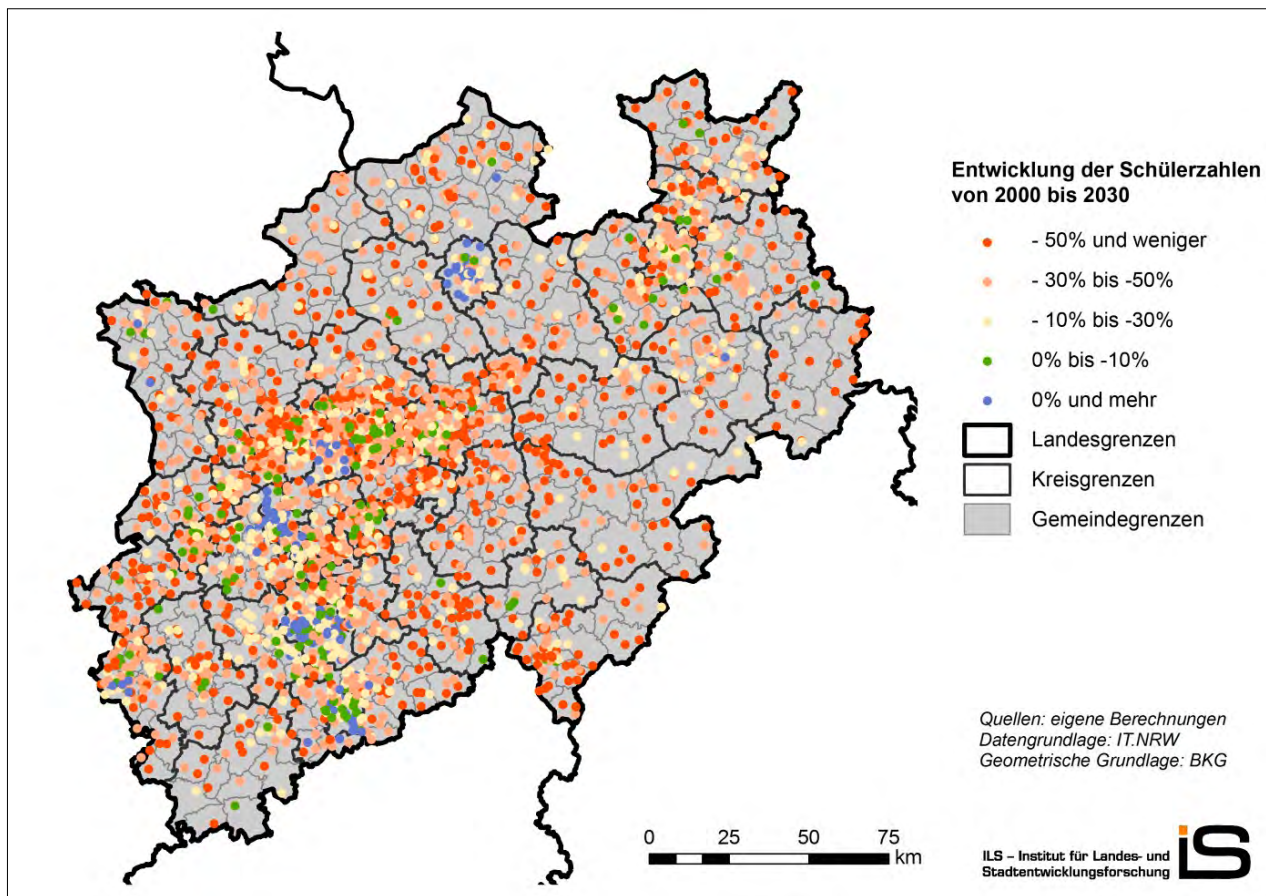 Entwicklung der Schülerzahlen
von 2000 bis 2030
- 50% und weniger
- 30% bis -50%
- 10% bis -30%
0% bis -10%
0% und mehr
Landesgrenzen
Kreisgrenzen
Gemeindegrenzen
Quellen: eigene Berechnungen
Datengrundlage: IT.NRW
Geometrische Grundlage: BKG
0 25 50 75
km
ILS – Institut für Landes- und
Stadtentwicklungsforschung
iLS